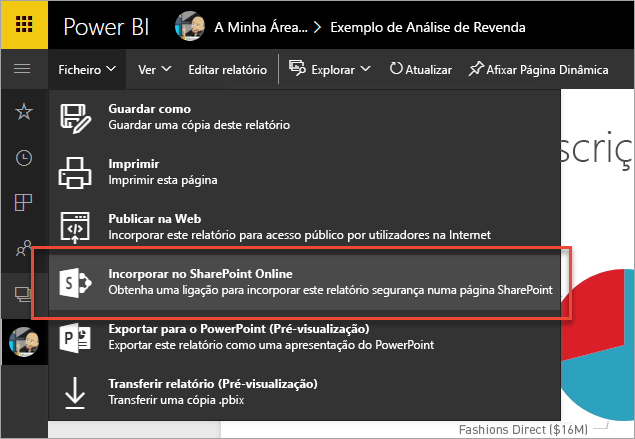 Power BI A Minha Área... > Exemplo de Análise de Revenda
Ficheiro Ver Editar relatório Explorar Atualizar Afixar Página Dinâmica
Guardar como
Guardar uma cópia deste relatório
Imprimir
Imprimir esta página
Publicar na Web
Incorporar este relatório para acesso público por utilizadores na Internet
Incorporar no SharePoint Online
Obtenha uma ligação para incorporar este relatório segurança numa página SharePoint
Exportar para o PowerPoint (Pré-visualização)
Exportar este relatório como uma apresentação do PowerPoint
Transferir relatório (Pré-visualização)
Transferir uma cópia .pbix
scriç
Fashions Direct ($16M)